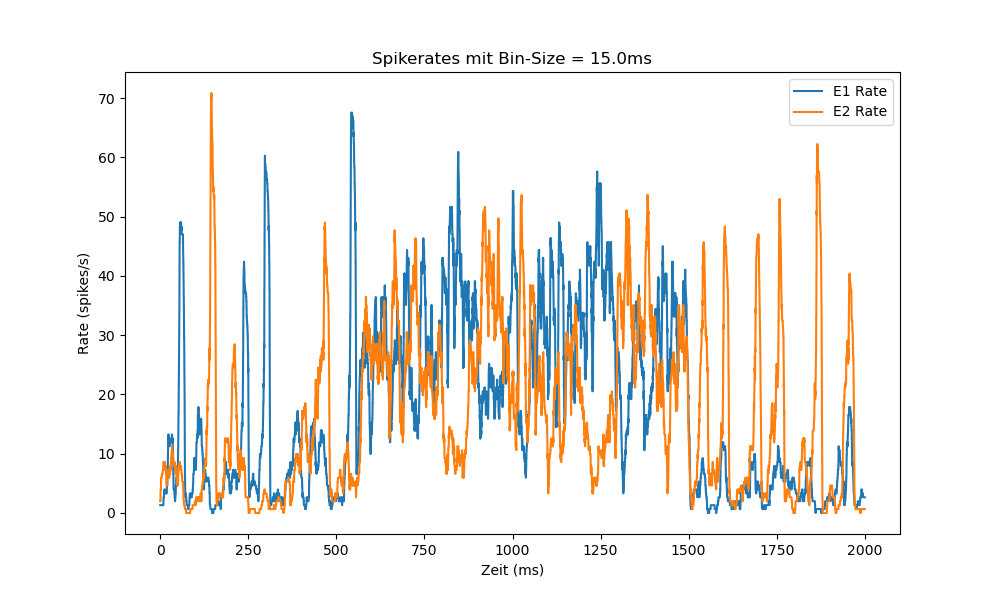 Spikerates mit Bin-Size = 15.0ms
E1 Rate
E2 Rate
70
60
50
40
30
20
10
0
Rate (spikes/s)
0 250 500 750 1000 1250 1500 1750 2000
Zeit (ms)